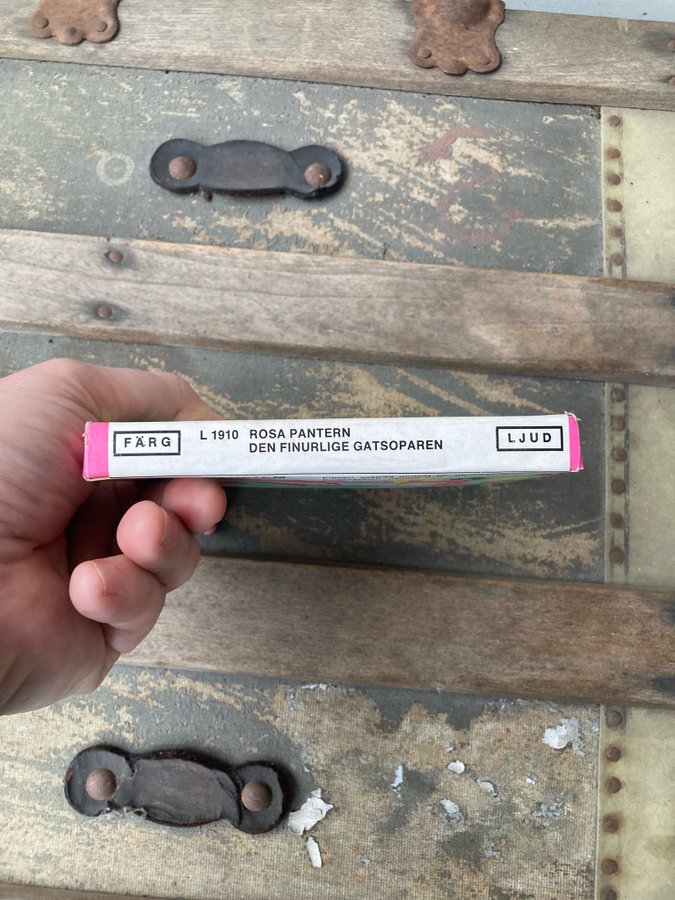 FÄRG
L 1910 ROSA PANTERN
DEN FINURLIGE GATSOPAREN
LJUD